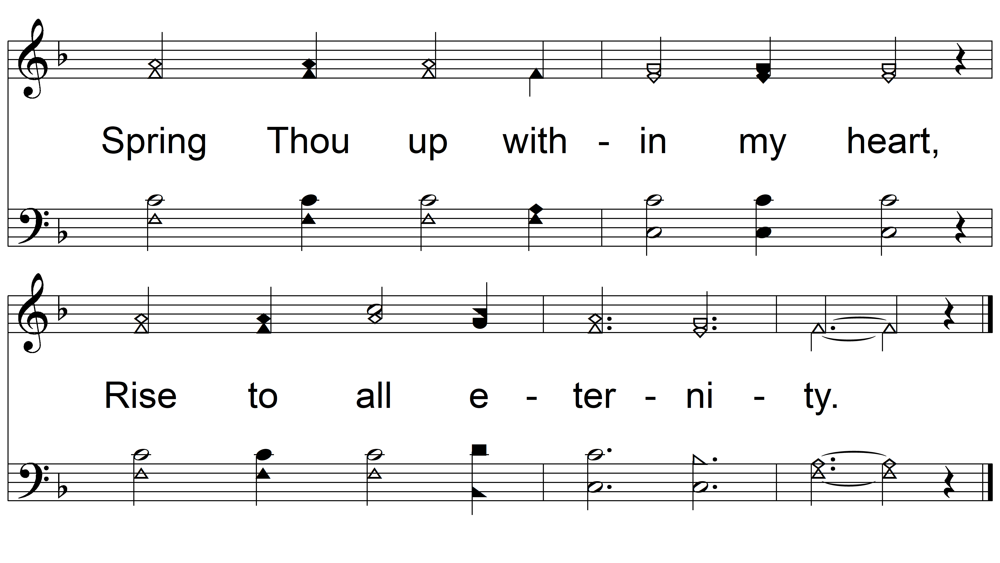 Spring Thou up with - in my heart,
Rise to all e - ter - ni - ty.